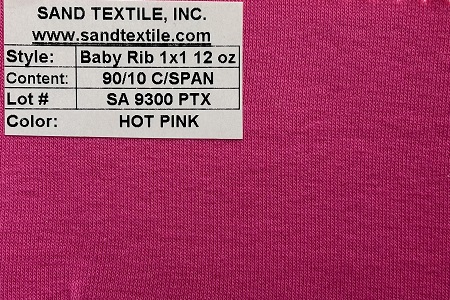 SAND TEXTILE, INC.
www.sandtextile.com
Style: Baby Rib 1x1 12 oz
Content: 90/10 C/SPAN
Lot # SA 9300 PTX
Color: HOT PINK